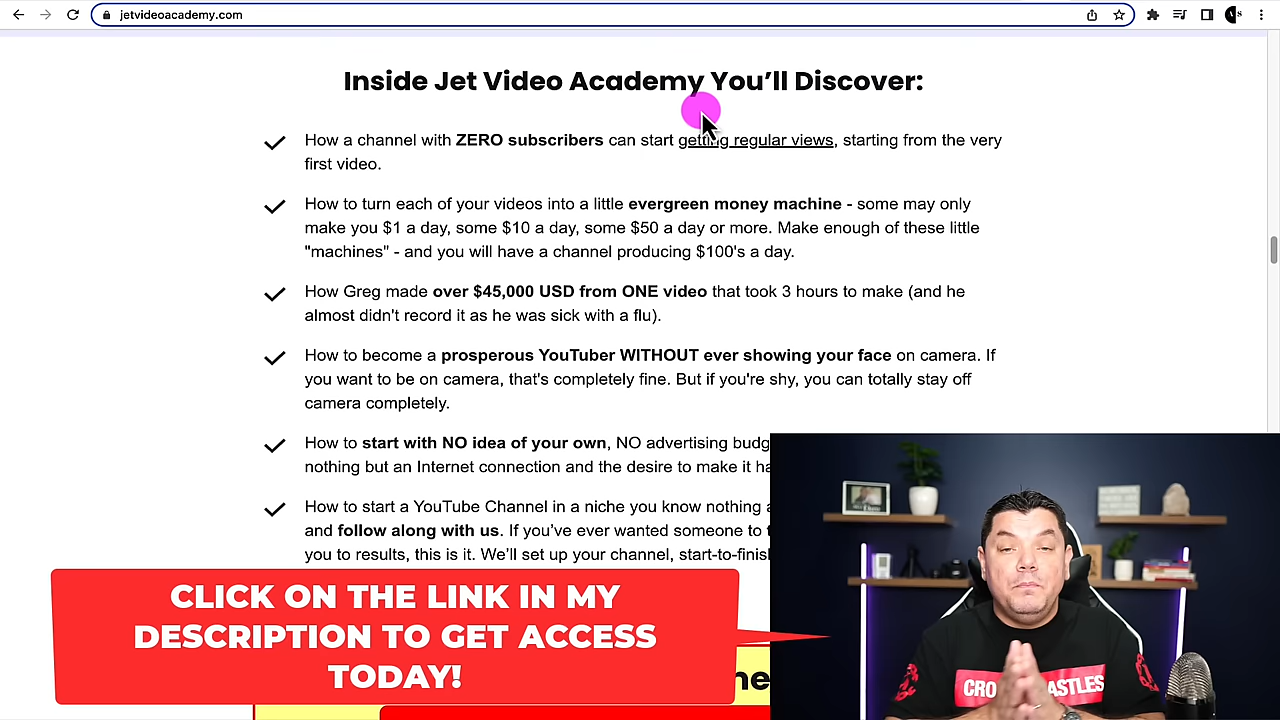 jetvideoacademy.com
Inside Jet Video Academy You’ll Discover:
How a channel with ZERO subscribers can start getting regular views, starting from the very
first video.
How to turn each of your videos into a little evergreen money machine - some may only
make you $1 a day, some $10 a day, some $50 a day or more. Make enough of these little
"machines" - and you will have a channel producing $100's a day.
How Greg made over $45,000 USD from ONE video that took 3 hours to make (and he
almost didn't record it as he was sick with a flu).
How to become a prosperous YouTuber WITHOUT ever showing your face on camera. If
you want to be on camera, that's completely fine. But if you're shy, you can totally stay off
camera completely.
How to start with NO idea of your own, NO advertising
nothing but an Internet connection and the desire to make it
How to start a YouTube Channel in a niche you know nothing
and follow along with us. If you’ve ever wanted someone to
you to results, this is it. We’ll set up your channel,
CLICK ON THE LINK IN MY
DESCRIPTION TO GET ACCESS
TODAY!